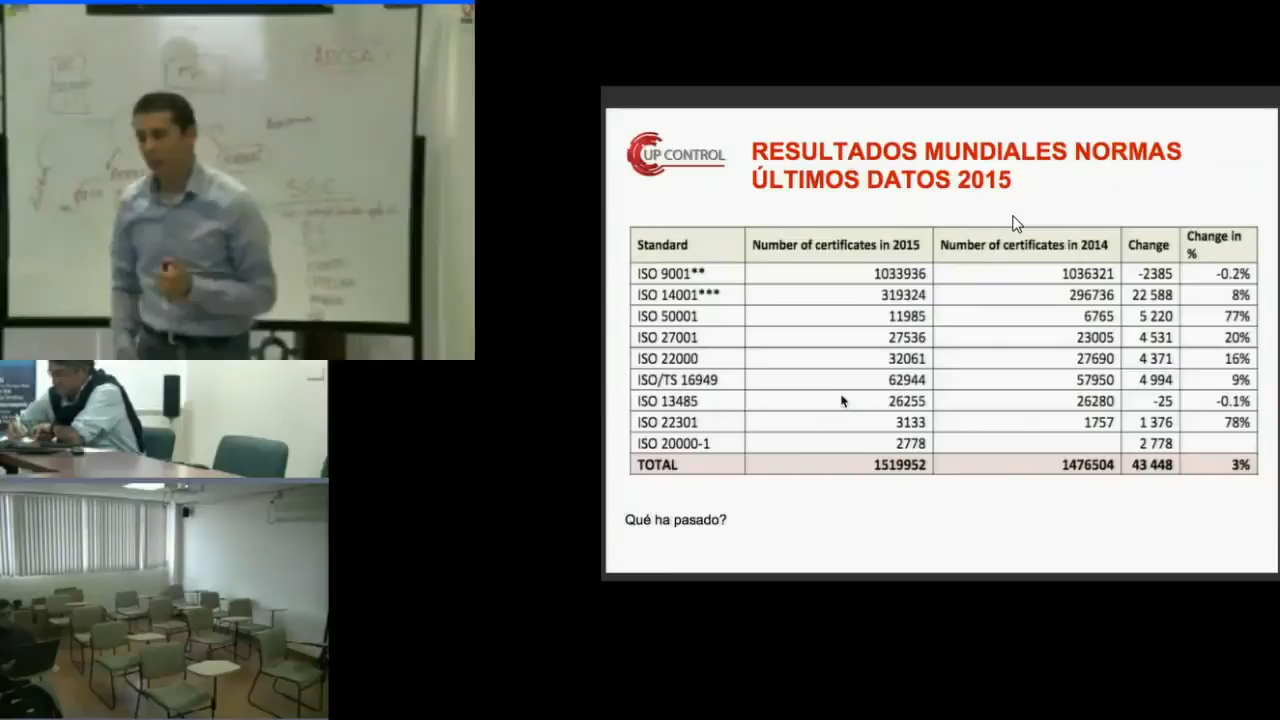 ADOSA
SGC
UP CONTROL
RESULTADOS MUNDIALES NORMAS
ÚLTIMOS DATOS 2015
Standard Number of certificates in 2015 Number of certificates in 2014 Change Change in %
ISO 9001** 1033936 1036321 -2385 -0.2%
ISO 14001*** 319324 296736 22 588 8%
ISO 50001 11985 6765 5 220 77%
ISO 27001 27536 23005 4 531 20%
ISO 22000 32061 27690 4 371 16%
ISO/TS 16949 62944 57950 4 994 9%
ISO 13485 26255 26280 -25 -0.1%
ISO 22301 3133 1757 1 376 78%
ISO 20000-1 2778 2 778
TOTAL 1519952 1476504 43 448 3%
Qué ha pasado?